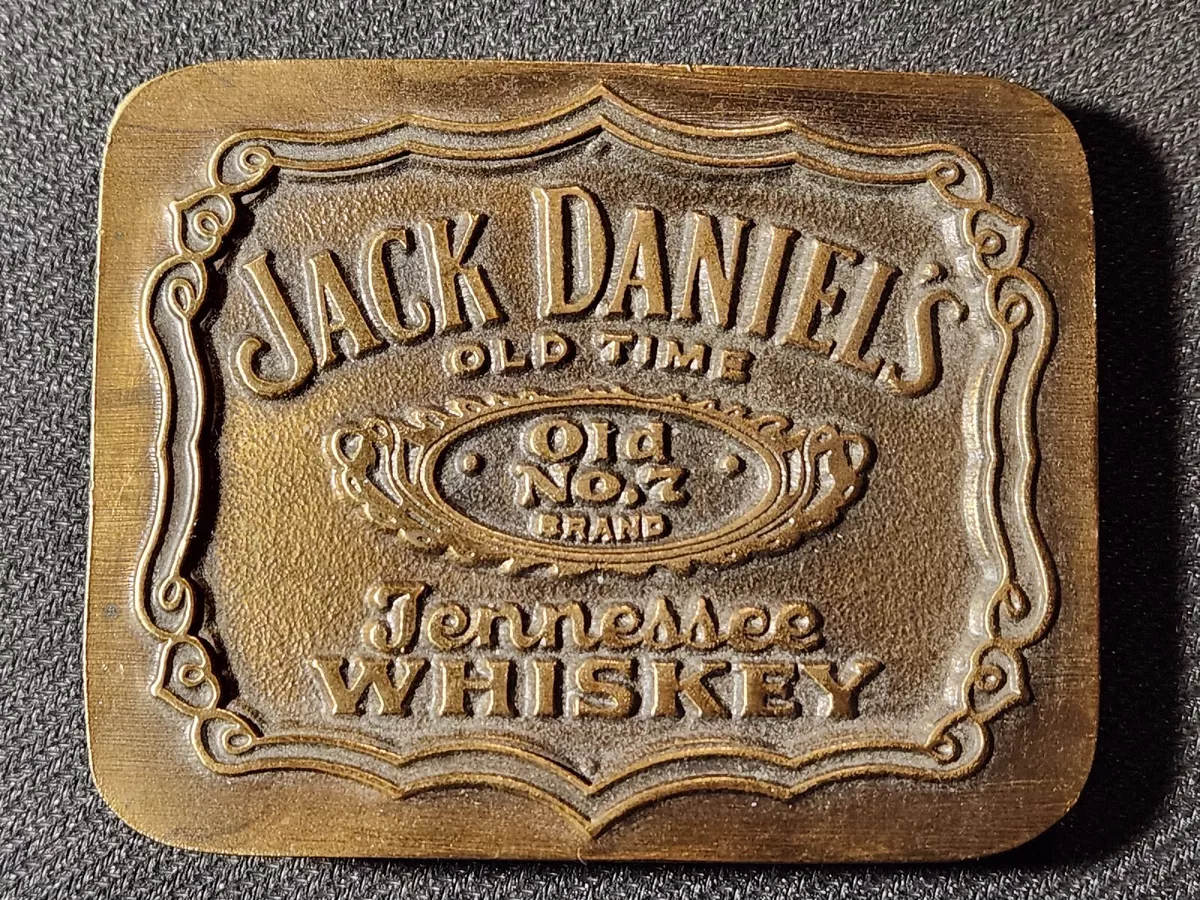 JACK DANIEL'S
OLD TIME
• Old •
No. 7
BRAND
Tennessee
WHISKEY